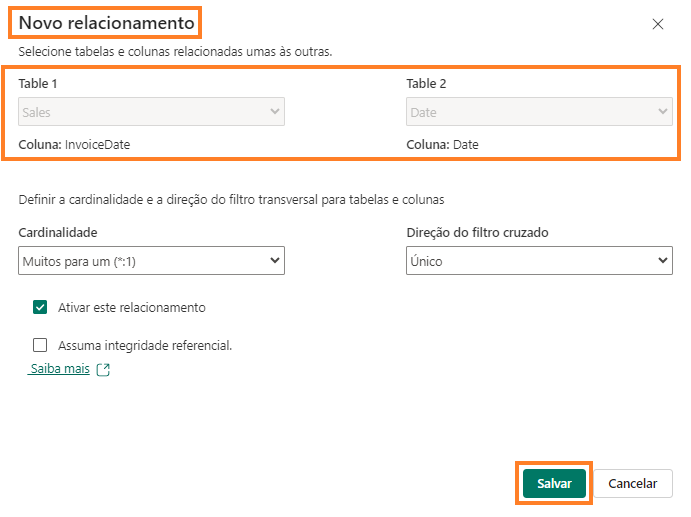 Novo relacionamento
Selecione tabelas e colunas relacionadas umas às outras.
Table 1
Table 2
Sales
Date
Coluna: InvoiceDate
Coluna: Date
Definir a cardinalidade e a direção do filtro transversal para tabelas e colunas
Cardinalidade
Direção do filtro cruzado
Muitos para um (*:1)
Único
Ativar este relacionamento
Assuma integridade referencial.
Saiba mais
Salvar
Cancelar